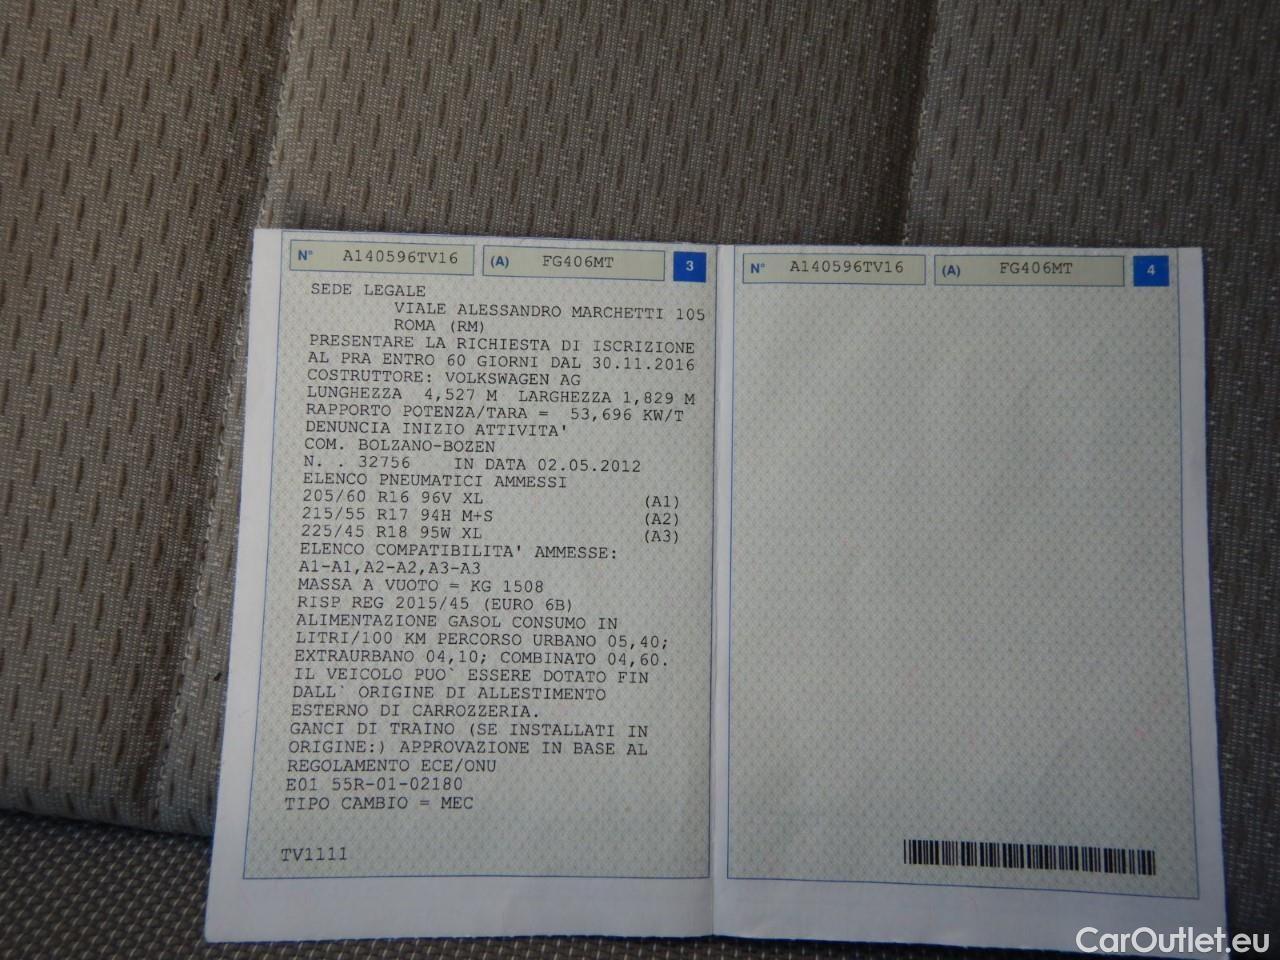 N° A140596TV16 (A) FG406MT 3
SEDE LEGALE
VIALE ALESSANDRO MARCHETTI 105
ROMA (RM)
PRESENTARE LA RICHIESTA DI ISCRIZIONE
AL PRA ENTRO 60 GIORNI DAL 30.11.2016
COSTRUTTORE: VOLKSWAGEN AG
LUNGHEZZA 4,527 M LARGHEZZA 1,829 M
RAPPORTO POTENZA/TARA = 53,696 KW/T
DENUNCIA INIZIO ATTIVITA'
COM. BOLZANO-BOZEN
N. . 32756 IN DATA 02.05.2012
ELENCO PNEUMATICI AMMESSI
205/60 R16 96V XL (A1)
215/55 R17 94H M+S (A2)
225/45 R18 95W XL (A3)
ELENCO COMPATIBILITA' AMMESSE:
A1-A1,A2-A2,A3-A3
MASSA A VUOTO = KG 1508
RISP REG 2015/45 (EURO 6B)
ALIMENTAZIONE GASOL CONSUMO IN
LITRI/100 KM PERCORSO URBANO 05,40;
EXTRAURBANO 04,10; COMBINATO 04,60.
IL VEICOLO PUO` ESSERE DOTATO FIN
DALL` ORIGINE DI ALLESTIMENTO
ESTERNO DI CARROZZERIA.
GANCI DI TRAINO (SE INSTALLATI IN
ORIGINE:) APPROVAZIONE IN BASE AL
REGOLAMENTO ECE/ONU
E01 55R-01-02180
TIPO CAMBIO = MEC
TV1111
N° A140596TV16 (A) FG406MT 4
CarOutlet.eu